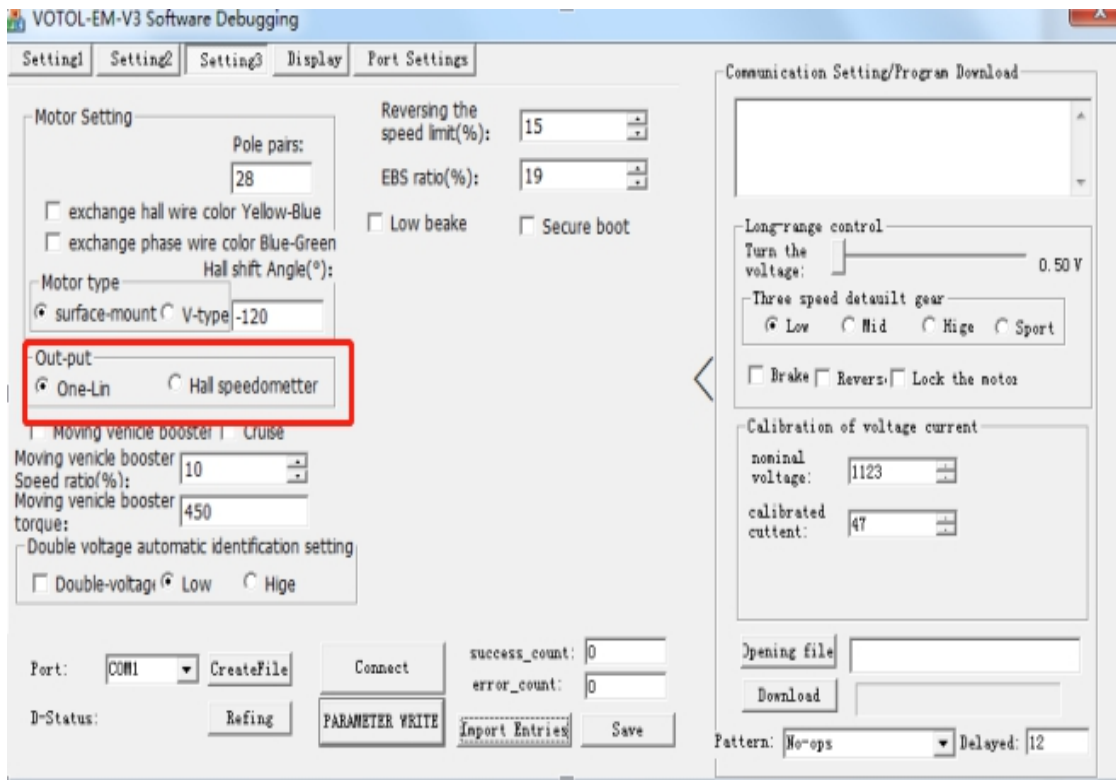 VOTOL-EM-V3 Software Debugging
Setting1 Setting2 Setting3 Display Port Settings
Motor Setting
Pole pairs:
28
exchange hall wire color Yellow-Blue
exchange phase wire color Blue-Green
Hall shift Angle(°):
Motor type
surface-mount V-type -120
Out-put
One-Lin Hall speedometter
Moving vehicle booster Cruise
Moving venicle booster
Speed ratio(%): 10
Moving venicle booster
torque: 450
Double voltage automatic identification setting
Double-voltage Low Hige
Reversing the
speed limit(%): 15
EBS ratio(%): 19
Low beake Secure boot
Port: COM1 CreateFile Connect success_count: 0
error_count: 0
D-Status: Refing PARAMETER WRITE Import Entries Save
Communication Setting/Program Download
Long-range control
Turn the
voltage: 0.50 V
Three speed detauilt gear
Low Mid Hige Sport
Brake Revers Lock the motor
Calibration of voltage current
nominal
voltage: 1123
calibrated
cuttent: 47
Opening file
Download
Pattern: No-ops Delayed: 12